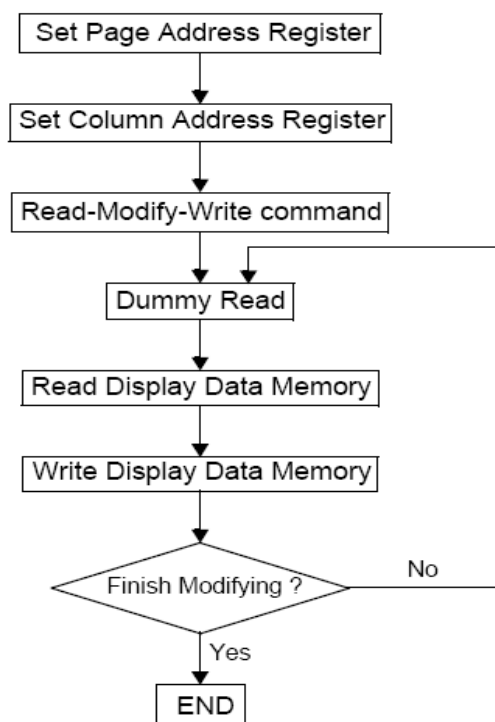 Set Page Address Register
Set Column Address Register
Read-Modify-Write command
Dummy Read
Read Display Data Memory
Write Display Data Memory
Finish Modifying ?
No
Yes
END